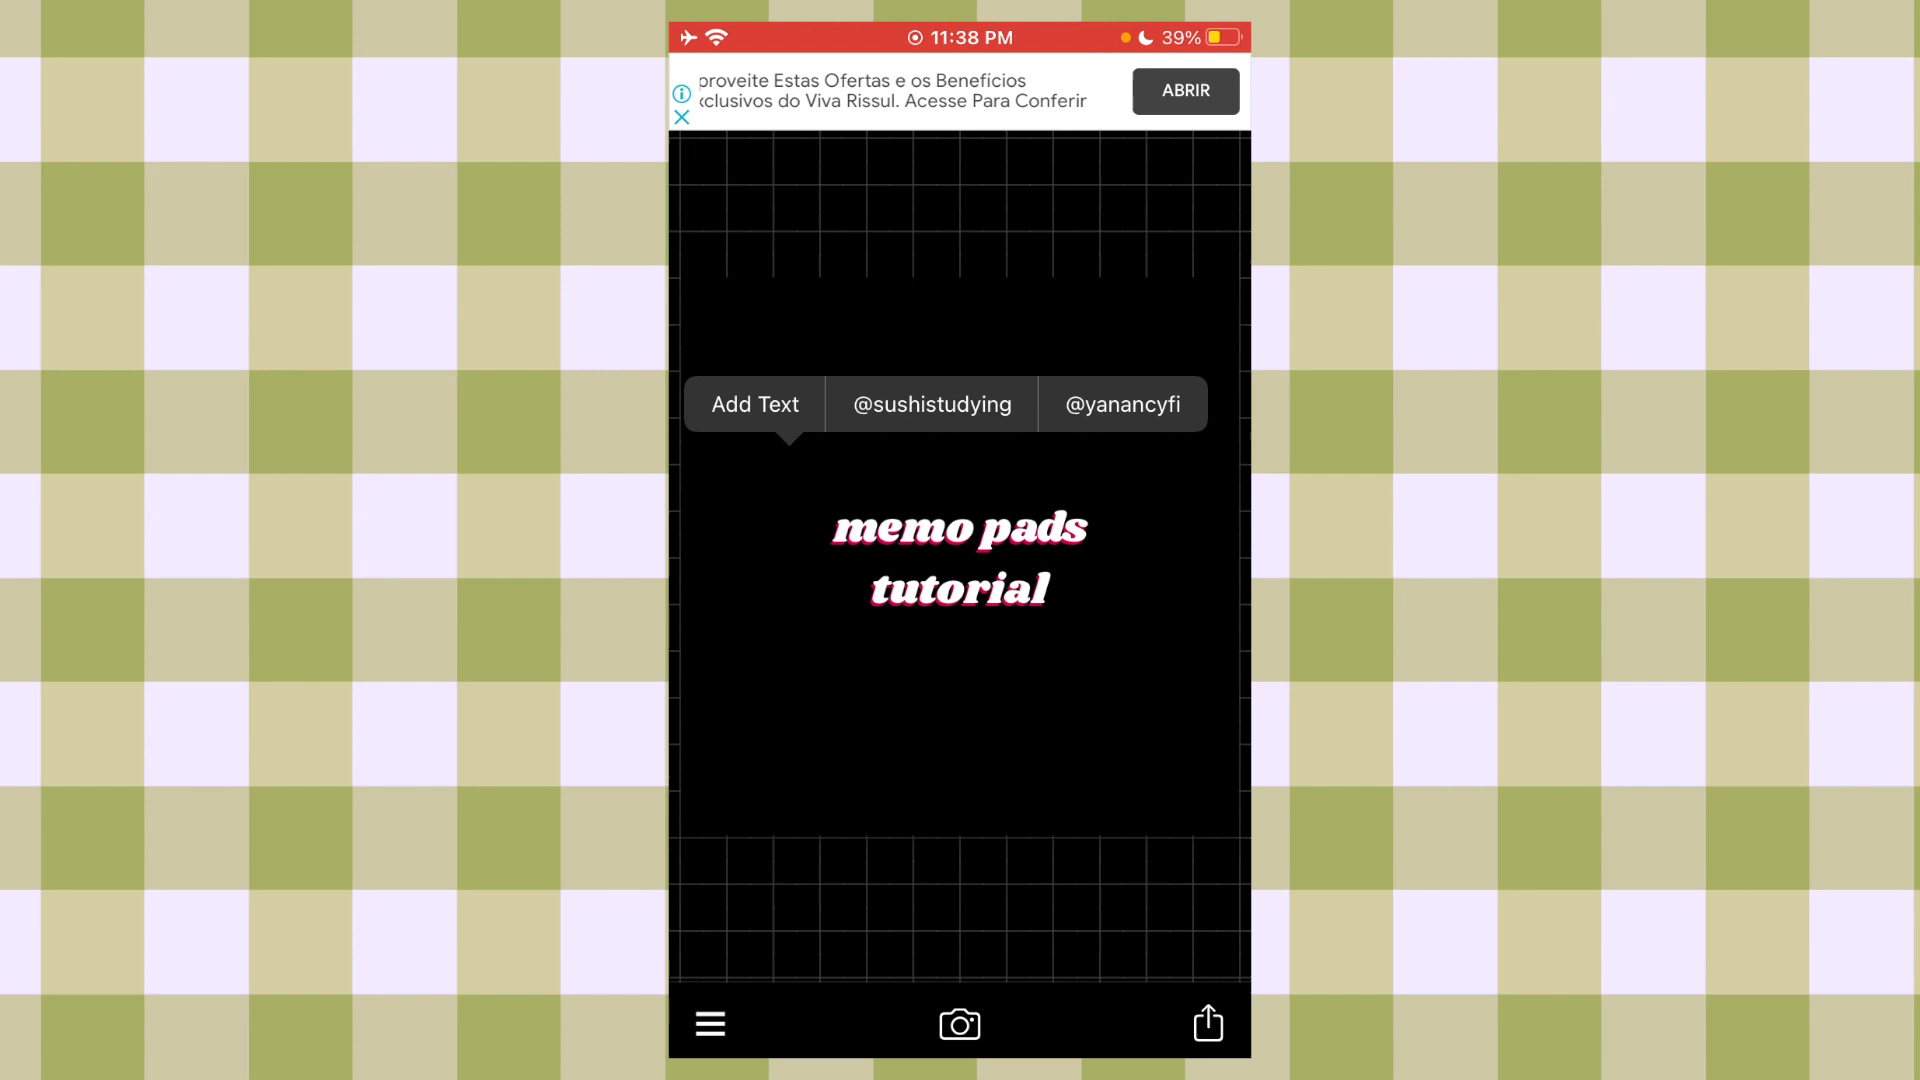 11:38 PM
39%
proveite Estas Ofertas e os Benefícios
xclusivos do Viva Rissul. Acesse Para Conferir
ABRIR
Add Text
@sushistudying
@yanancyfi
memo pads
tutorial